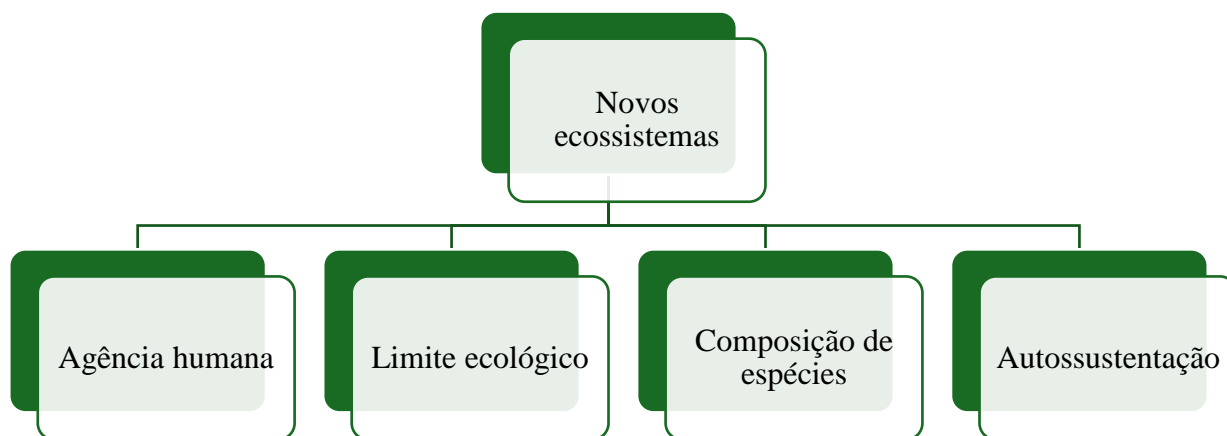 Novos
ecossistemas
Agência humana
Limite ecológico
Composição de
espécies
Autossustentação